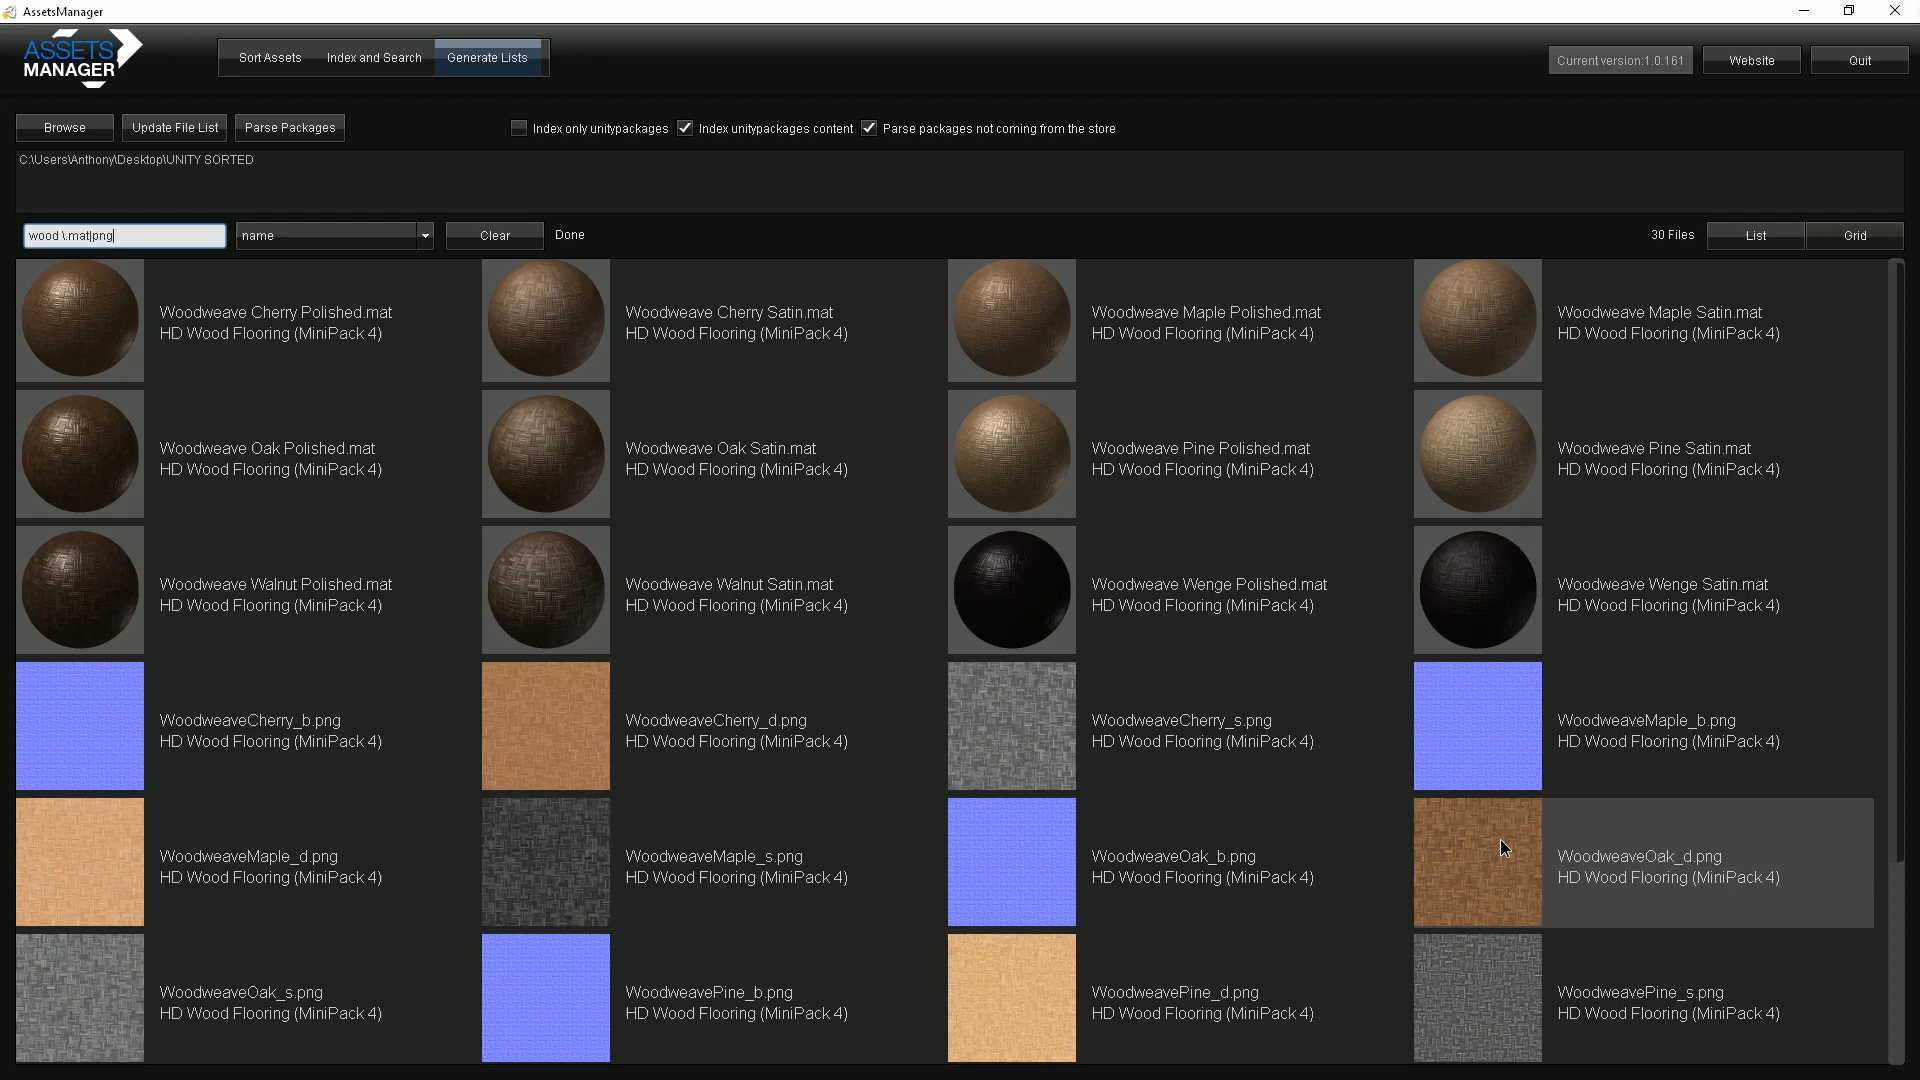 AssetsManager
ASSETS
MANAGER
Sort Assets
Index and Search
Generate Lists
Current version:1.0.161
Website
Quit
Browse
Update File List
Parse Packages
Index only unitypackages
Index unitypackages content
Parse packages not coming from the store
C:\Users\Anthony\Desktop\UNITY SORTED
wood \.mat|png
name
Clear
Done
30 Files
List
Grid
Woodweave Cherry Polished.mat
HD Wood Flooring (MiniPack 4)
Woodweave Cherry Satin.mat
HD Wood Flooring (MiniPack 4)
Woodweave Maple Polished.mat
HD Wood Flooring (MiniPack 4)
Woodweave Maple Satin.mat
HD Wood Flooring (MiniPack 4)
Woodweave Oak Polished.mat
HD Wood Flooring (MiniPack 4)
Woodweave Oak Satin.mat
HD Wood Flooring (MiniPack 4)
Woodweave Pine Polished.mat
HD Wood Flooring (MiniPack 4)
Woodweave Pine Satin.mat
HD Wood Flooring (MiniPack 4)
Woodweave Walnut Polished.mat
HD Wood Flooring (MiniPack 4)
Woodweave Walnut Satin.mat
HD Wood Flooring (MiniPack 4)
Woodweave Wenge Polished.mat
HD Wood Flooring (MiniPack 4)
Woodweave Wenge Satin.mat
HD Wood Flooring (MiniPack 4)
WoodweaveCherry_b.png
HD Wood Flooring (MiniPack 4)
WoodweaveCherry_d.png
HD Wood Flooring (MiniPack 4)
WoodweaveCherry_s.png
HD Wood Flooring (MiniPack 4)
WoodweaveMaple_b.png
HD Wood Flooring (MiniPack 4)
WoodweaveMaple_d.png
HD Wood Flooring (MiniPack 4)
WoodweaveMaple_s.png
HD Wood Flooring (MiniPack 4)
WoodweaveOak_b.png
HD Wood Flooring (MiniPack 4)
WoodweaveOak_d.png
HD Wood Flooring (MiniPack 4)
WoodweaveOak_s.png
HD Wood Flooring (MiniPack 4)
WoodweavePine_b.png
HD Wood Flooring (MiniPack 4)
WoodweavePine_d.png
HD Wood Flooring (MiniPack 4)
WoodweavePine_s.png
HD Wood Flooring (MiniPack 4)